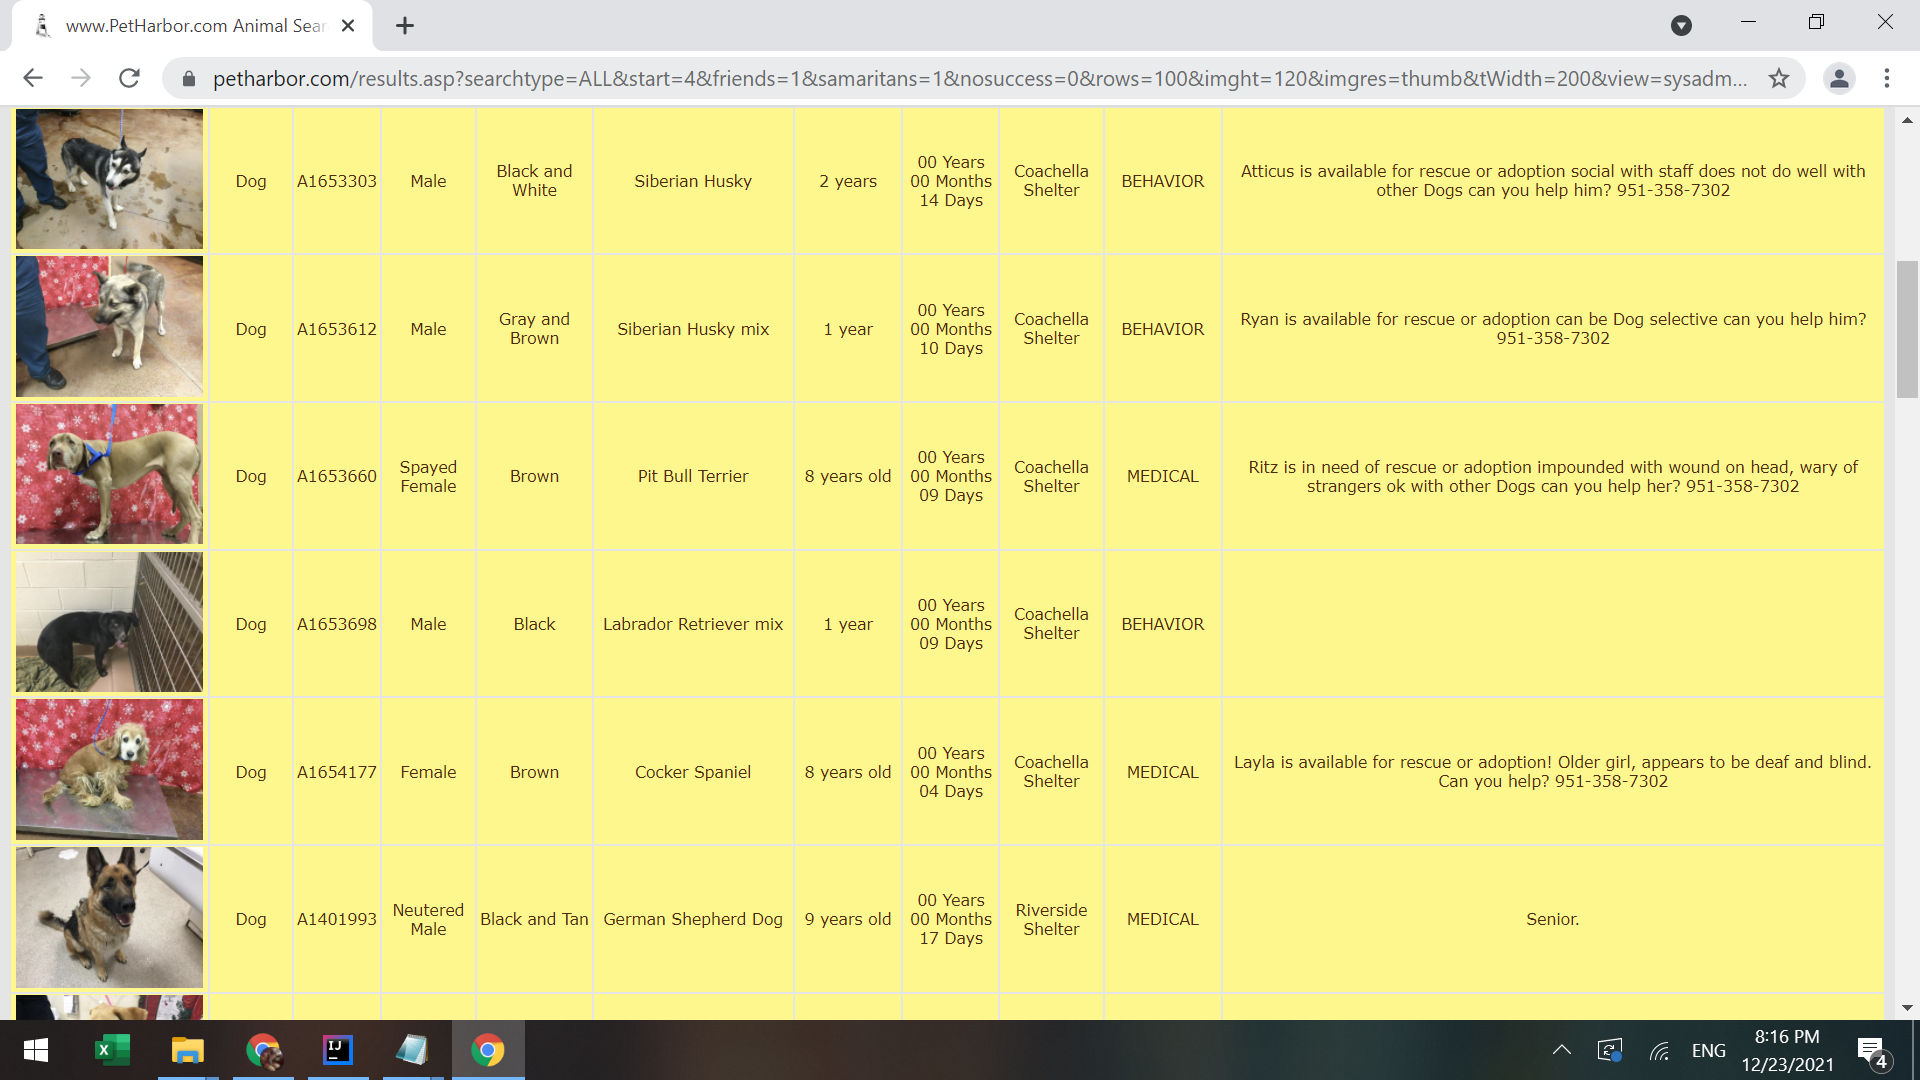 www.PetHarbor.com Animal Sear
petharbor.com/results.asp?searchtype=ALL&start=4&friends=1&samaritans=1&nosuccess=0&rows=100&imght=120&imgres=thumb&tWidth=200&view=sysadm...
Dog
A1653303
Male
Black and
White
Siberian Husky
2 years
00 Years
00 Months
14 Days
Coachella
Shelter
BEHAVIOR
Atticus is available for rescue or adoption social with staff does not do well with
other Dogs can you help him? 951-358-7302
Dog
A1653612
Male
Gray and
Brown
Siberian Husky mix
1 year
00 Years
00 Months
10 Days
Coachella
Shelter
BEHAVIOR
Ryan is available for rescue or adoption can be Dog selective can you help him?
951-358-7302
Dog
A1653660
Spayed
Female
Brown
Pit Bull Terrier
8 years old
00 Years
00 Months
09 Days
Coachella
Shelter
MEDICAL
Ritz is in need of rescue or adoption impounded with wound on head, wary of
strangers ok with other Dogs can you help her? 951-358-7302
Dog
A1653698
Male
Black
Labrador Retriever mix
1 year
00 Years
00 Months
09 Days
Coachella
Shelter
BEHAVIOR
Dog
A1654177
Female
Brown
Cocker Spaniel
8 years old
00 Years
00 Months
04 Days
Coachella
Shelter
MEDICAL
Layla is available for rescue or adoption! Older girl, appears to be deaf and blind.
Can you help? 951-358-7302
Dog
A1401993
Neutered
Male
Black and Tan
German Shepherd Dog
9 years old
00 Years
00 Months
17 Days
Riverside
Shelter
MEDICAL
Senior.
X
IJ
ENG
8:16 PM
12/23/2021
4